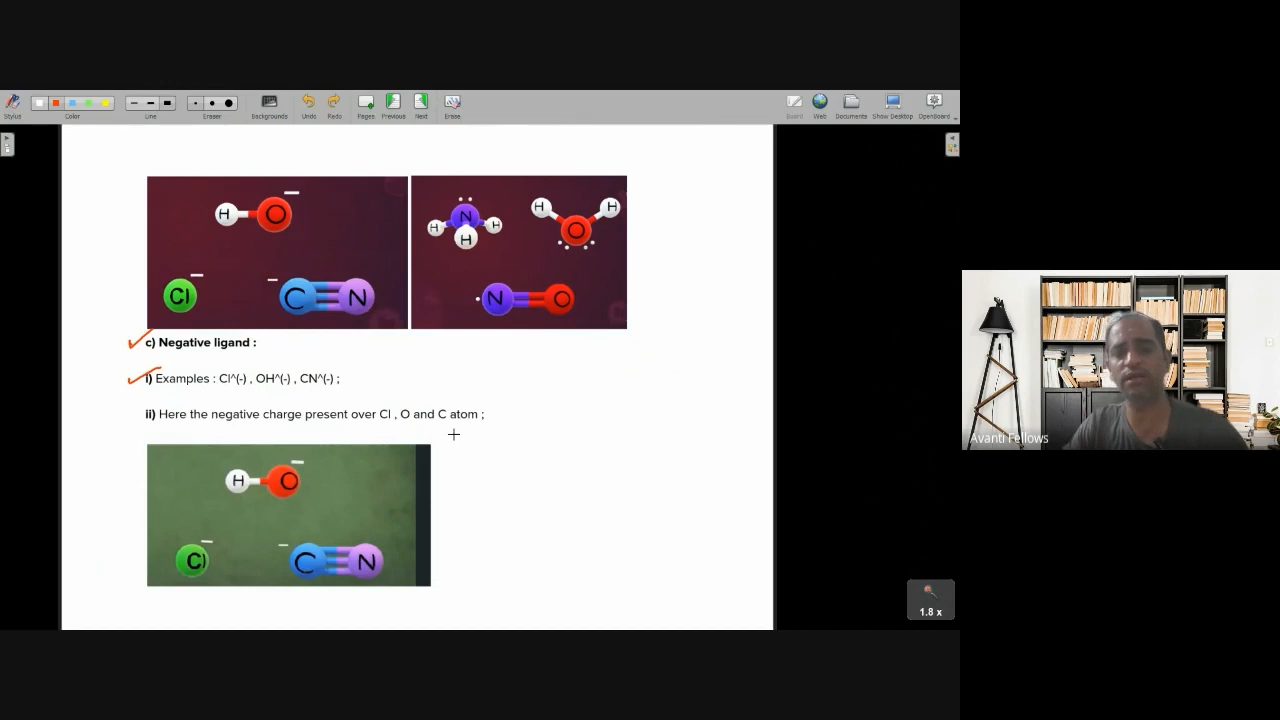 Stylus Color Line Eraser Backgrounds Undo Redo Pages Previous Next Erase Board Web Documents Show Desktop OpenBoard
H O
N H H H
H O H
Cl C N
N O
c) Negative ligand :
i) Examples : Cl^(-) , OH^(-) , CN^(-) ;
ii) Here the negative charge present over Cl , O and C atom ;
H O
Cl C N
Avanti Fellows
1.8 x